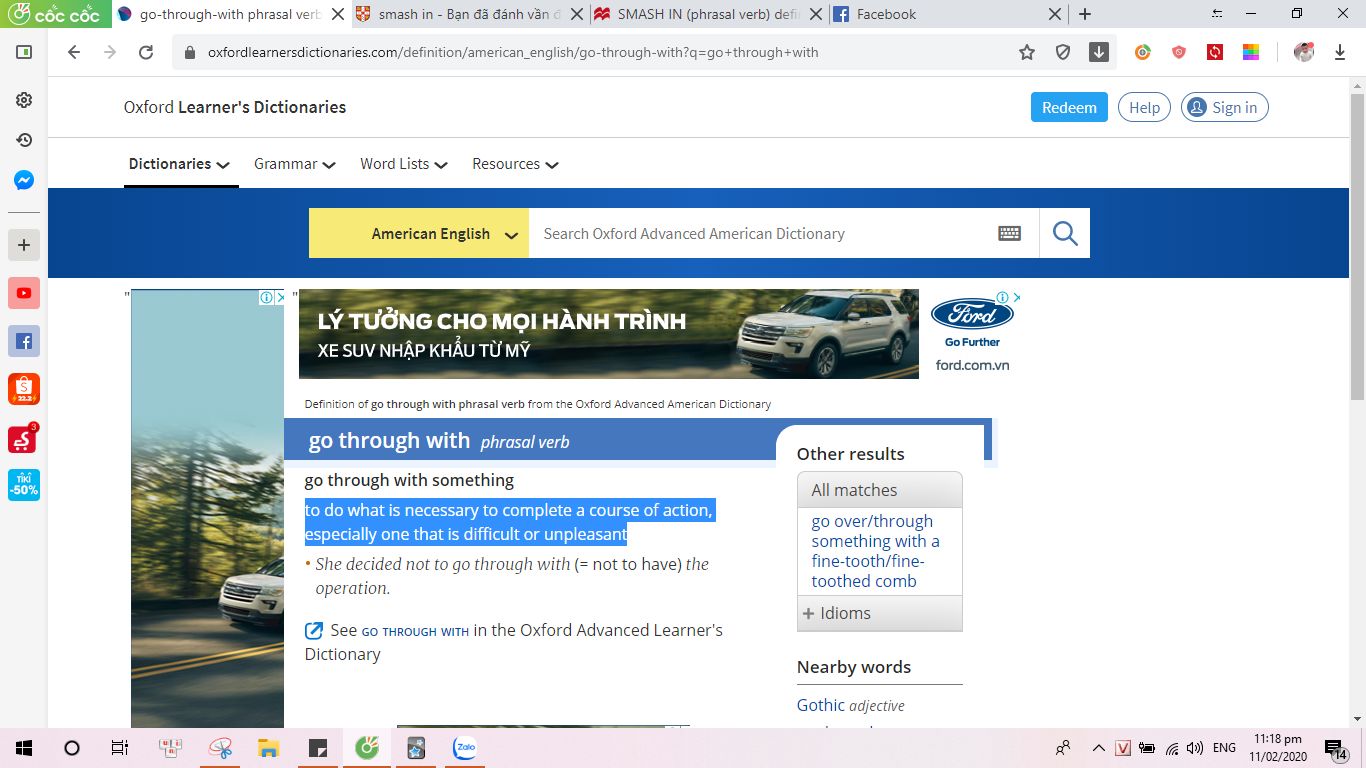 cốc cốc
go-through-with phrasal verb
smash in - Bạn đã đánh vần đ
SMASH IN (phrasal verb) defi
Facebook
oxfordlearnersdictionaries.com/definition/american_english/go-through-with?q=go+through+with
Oxford Learner's Dictionaries
Redeem
Help
Sign in
Dictionaries
Grammar
Word Lists
Resources
American English
Search Oxford Advanced American Dictionary
"
"
LÝ TƯỞNG CHO MỌI HÀNH TRÌNH
XE SUV NHẬP KHẨU TỪ MỸ
Ford
Go Further
ford.com.vn
Definition of go through with phrasal verb from the Oxford Advanced American Dictionary
go through with phrasal verb
go through with something
to do what is necessary to complete a course of action,
especially one that is difficult or unpleasant
• She decided not to go through with (= not to have) the
operation.
See GO THROUGH WITH in the Oxford Advanced Learner's
Dictionary
Other results
All matches
go over/through
something with a
fine-tooth/fine-
toothed comb
+ Idioms
Nearby words
Gothic adjective
22.2
3
TIKI
-50%
Zalo
V
ENG
11:18 pm
11/02/2020
14